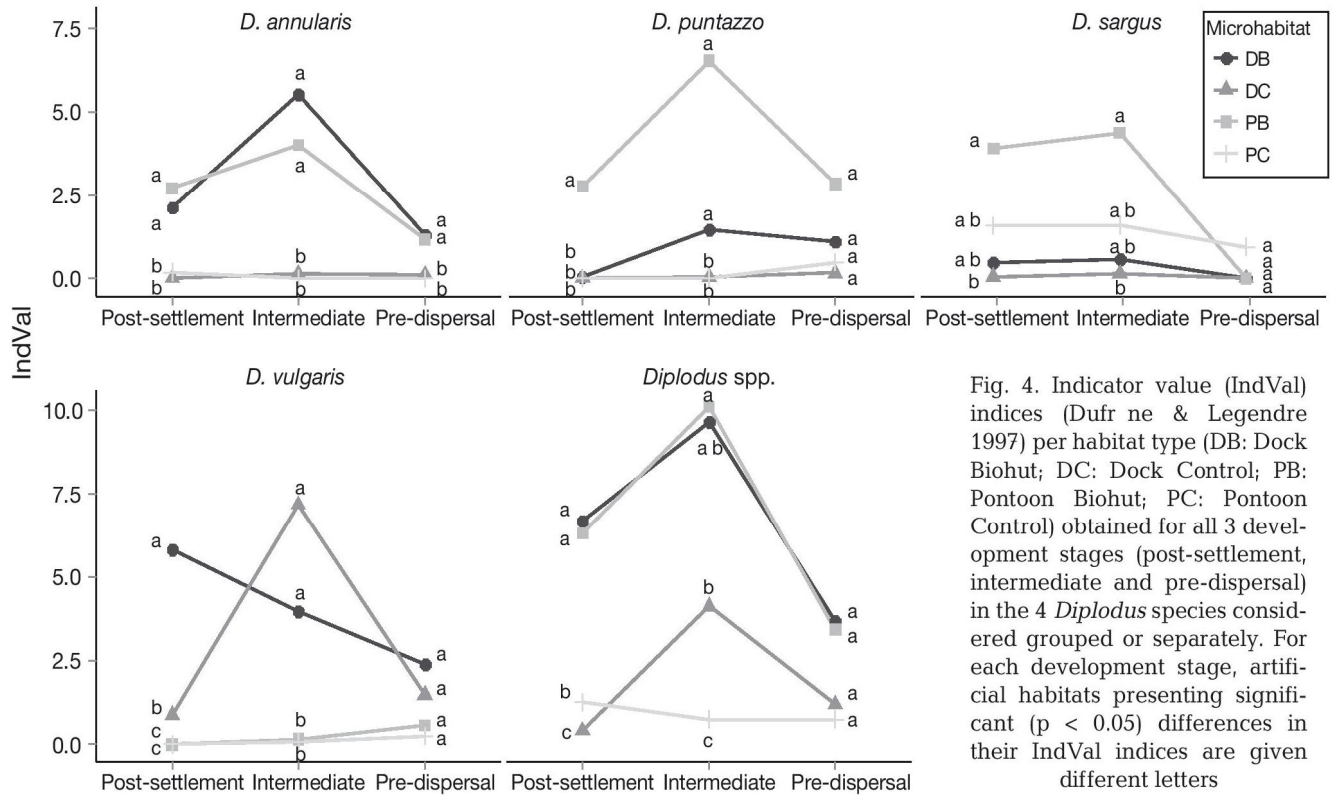 D. annularis
D. puntazzo
D. sargus
Microhabitat
DB
DC
PB
PC
7.5
5.0
2.5
0.0
a
a
a
a
a
a
b
b
b
b
b
b
Post-settlement Intermediate Pre-dispersal
a
a
a
b
b
b
a
b
b
a
a
a
Post-settlement Intermediate Pre-dispersal
a
a b
a b
b
a
a b
a b
b
a
a
a
a
Post-settlement Intermediate Pre-dispersal
IndVal
D. vulgaris
Diplodus spp.
10.0
7.5
5.0
2.5
0.0
a
b
c
c
a
a
b
b
a
a
a
a
Post-settlement Intermediate Pre-dispersal
a
a
b
c
a
a b
b
c
a
a
a
a
Post-settlement Intermediate Pre-dispersal
Fig. 4. Indicator value (IndVal)
indices (Dufr ne & Legendre
1997) per habitat type (DB: Dock
Biohut; DC: Dock Control; PB:
Pontoon Biohut; PC: Pontoon
Control) obtained for all 3 devel-
opment stages (post-settlement,
intermediate and pre-dispersal)
in the 4 Diplodus species consid-
ered grouped or separately. For
each development stage, artifi-
cial habitats presenting signifi-
cant (p < 0.05) differences in
their IndVal indices are given
different letters